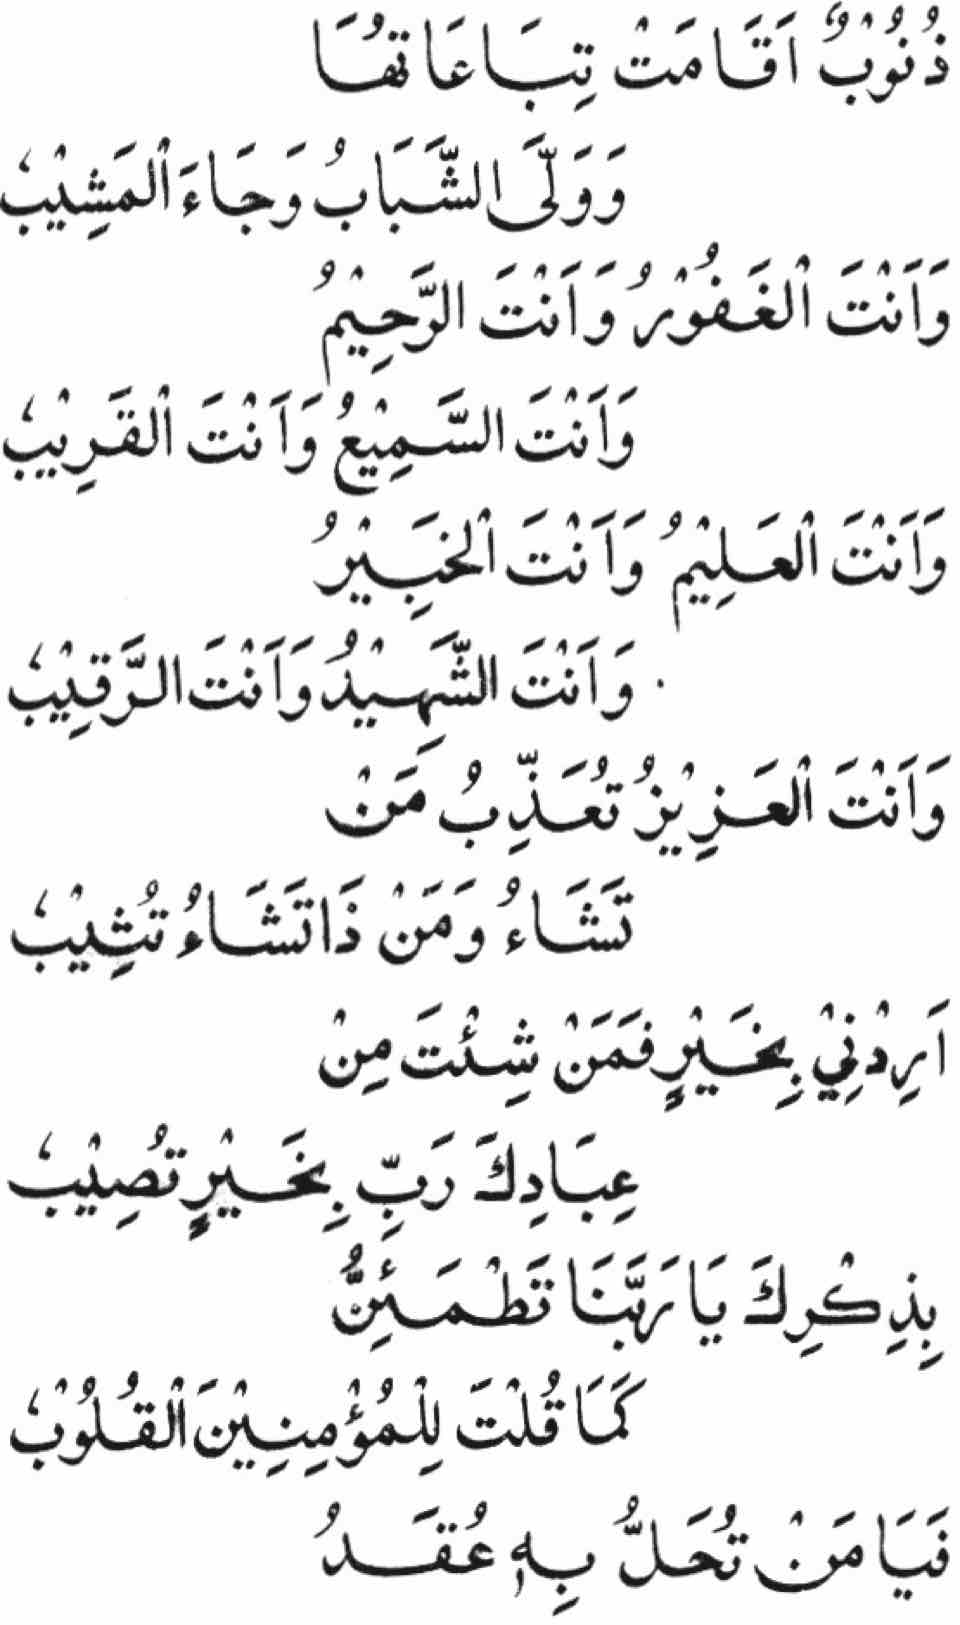 ذُنُوْبٌ اَقَامَتْ تِبَاعَاتُهَا
وَوَلَّى الشَّبَابُ وَجَاءَ الْمَشِيْبُ
وَاَنْتَ الْغَفُوْرُ وَاَنْتَ الرَّحِيْمُ
وَاَنْتَ السَّمِيْعُ وَاَنْتَ الْقَرِيْبُ
وَاَنْتَ الْعَلِيْمُ وَاَنْتَ الْخَبِيْرُ
وَاَنْتَ الشَّهِيْدُ وَاَنْتَ الرَّقِيْبُ
وَاَنْتَ الْعَزِيْزُ تُعَذِّبُ مَنْ
تَشَاءُ وَمَنْ ذَا تَشَاءُ تُثِيْبُ
اَرِدْنِيْ بِخَيْرٍ فَمَنْ شِئْتَ مِنْ
عِبَادِكَ رَبِّ بِخَيْرٍ تُصِيْبُ
بِذِكْرِكَ يَا رَبَّنَا تَطْمَئِنُّ
كَمَا قُلْتَ لِلْمُؤْمِنِيْنَ الْقُلُوْبُ
فَيَا مَنْ تُحَلُّ بِهِ عُقَدُ